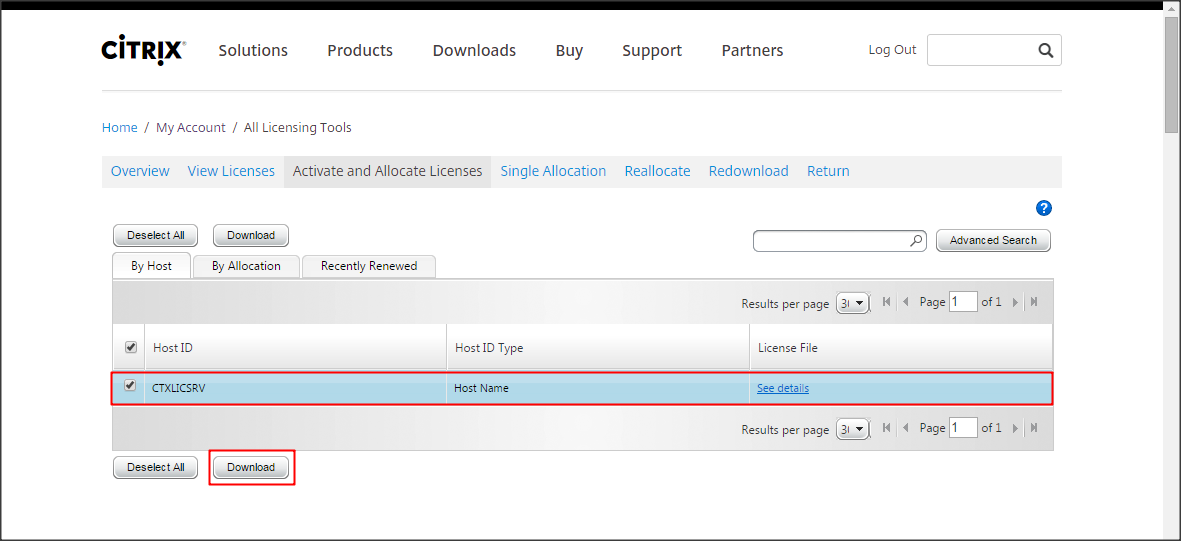 CITRIX Solutions Products Downloads Buy Support Partners Log Out
Home / My Account / All Licensing Tools
Overview View Licenses Activate and Allocate Licenses Single Allocation Reallocate Redownload Return
?
Deselect All Download Advanced Search
By Host By Allocation Recently Renewed
Results per page Page 1 of 1
Host ID Host ID Type License File
CTXLICSRV Host Name See details
Results per page Page 1 of 1
Deselect All Download